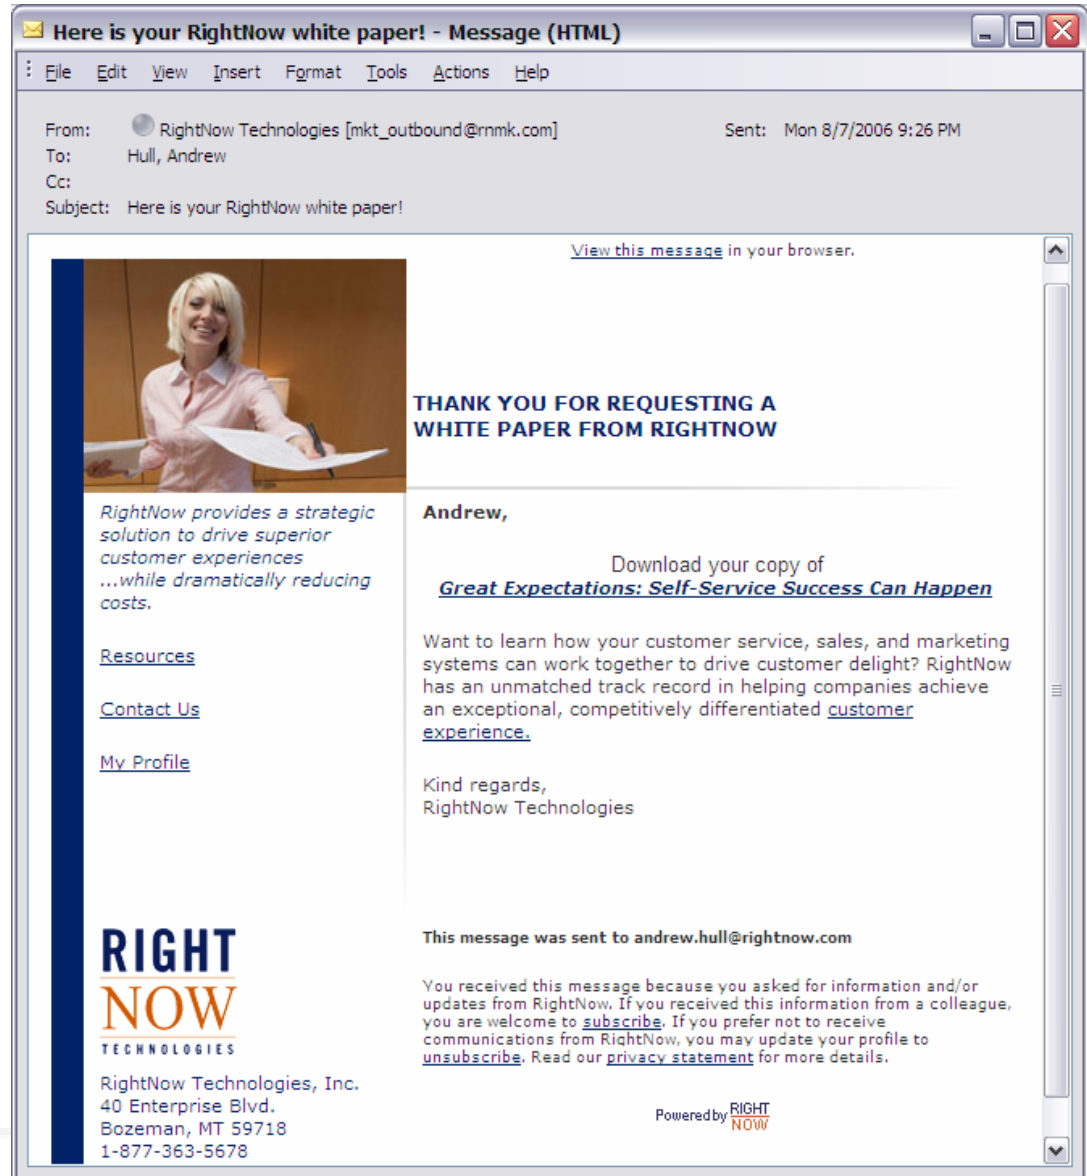 Here is your RightNow white paper! - Message (HTML)
File Edit View Insert Format Tools Actions Help
From: RightNow Technologies [mkt_outbound@rnmk.com] Sent: Mon 8/7/2006 9:26 PM
To: Hull, Andrew
Cc:
Subject: Here is your RightNow white paper!
View this message in your browser.
THANK YOU FOR REQUESTING A
WHITE PAPER FROM RIGHTNOW
RightNow provides a strategic
solution to drive superior
customer experiences
...while dramatically reducing
costs.
Resources
Contact Us
My Profile
Andrew,
Download your copy of
Great Expectations: Self-Service Success Can Happen
Want to learn how your customer service, sales, and marketing
systems can work together to drive customer delight? RightNow
has an unmatched track record in helping companies achieve
an exceptional, competitively differentiated customer
experience.
Kind regards,
RightNow Technologies
RIGHT
NOW
TECHNOLOGIES
RightNow Technologies, Inc.
40 Enterprise Blvd.
Bozeman, MT 59718
1-877-363-5678
This message was sent to andrew.hull@rightnow.com
You received this message because you asked for information and/or
updates from RightNow. If you received this information from a colleague,
you are welcome to subscribe. If you prefer not to receive
communications from RightNow, you may update your profile to
unsubscribe. Read our privacy statement for more details.
Powered by RIGHT
NOW